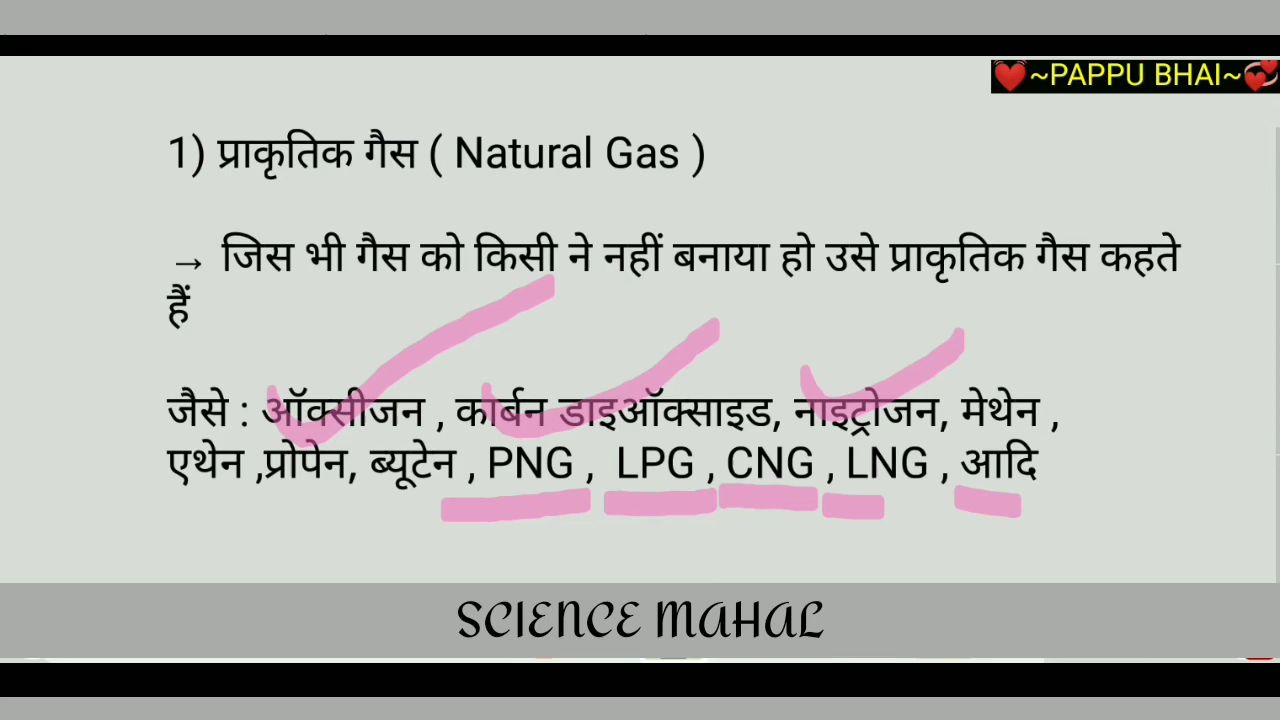 ~PAPPU BHAI~
1) प्राकृतिक गैस ( Natural Gas )
→ जिस भी गैस को किसी ने नहीं बनाया हो उसे प्राकृतिक गैस कहते
हैं
जैसे : ऑक्सीजन , कार्बन डाइऑक्साइड, नाइट्रोजन, मेथेन ,
एथेन ,प्रोपेन, ब्यूटेन , PNG , LPG , CNG , LNG , आदि
SCIENCE MAHAL